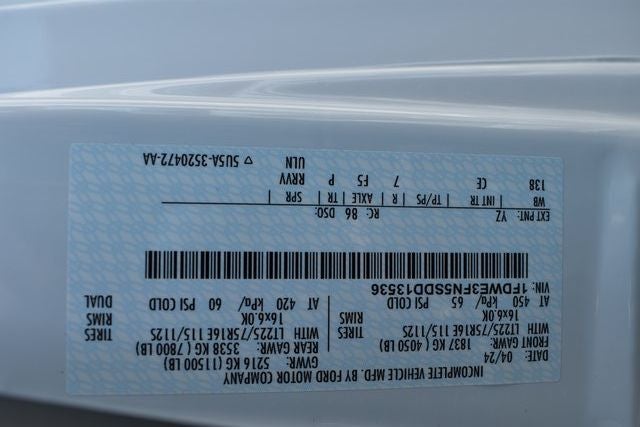 INCOMPLETE VEHICLE MFD. BY FORD MOTOR COMPANY
DATE: 04/24 GVWR: 5216 KG (11500 LB)
FRONT GAWR: 1837 KG (4050 LB) REAR GAWR: 3538 KG (7800 LB)
WITH LT225/75R16E 115/112S TIRES WITH LT225/75R16E 115/112S TIRES
16x6.0K RIMS 16x6.0K RIMS
AT 450 kPa/ 65 PSI COLD AT 420 kPa/ 60 PSI COLD DUAL
VIN: 1FDWE3FN5SDD13536
EXT PNT: YZ RC: 86 DSO:
WB INT TR TP/PS R AXLE TR SPR
138 CE 7 F5 P RRVV
ULN ▽ 5U5A-3520472-AA